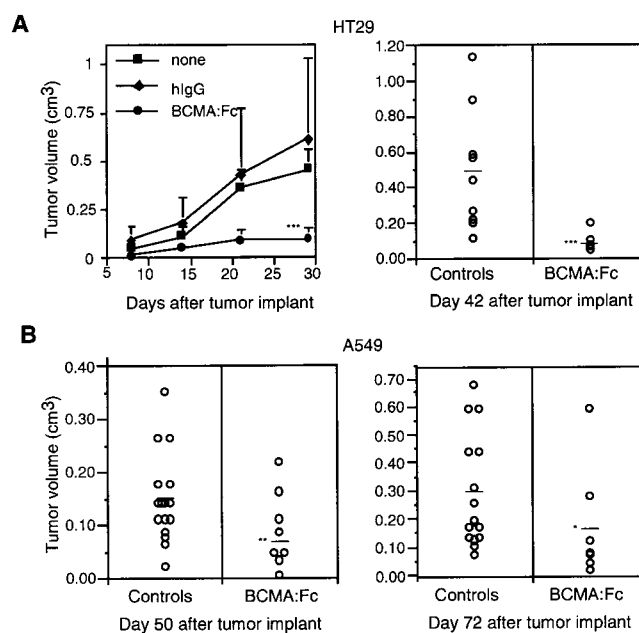 A
HT29
Tumor volume (cm3)
1
0.75
0.5
0.25
0
none
hIgG
BCMA:Fc
***
5 10 15 20 25 30
Days after tumor implant
1.20
1.00
0.80
0.60
0.40
0.20
0.00
***
Controls BCMA:Fc
Day 42 after tumor implant
B
A549
Tumor volume (cm3)
0.40
0.30
0.20
0.10
0.00
**
Controls BCMA:Fc
Day 50 after tumor implant
0.70
0.60
0.50
0.40
0.30
0.20
0.10
0.00
*
Controls BCMA:Fc
Day 72 after tumor implant